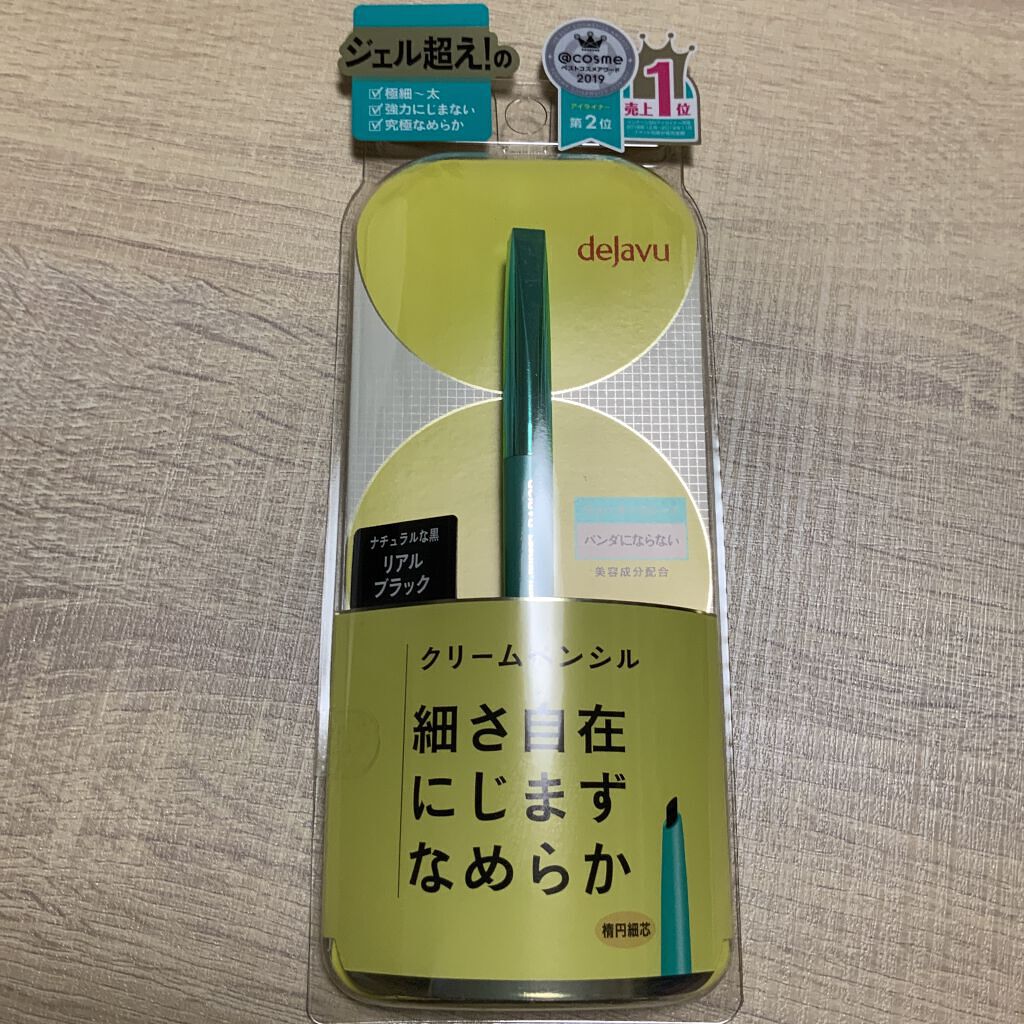 ジェル超え!の
極細~太
強力にじまない
究極なめらか
@cosme
ベストコスメアワード
2019
アイライナー
第2位
売上1位
dejavu
ナチュラルな黒
リアル
ブラック
パンダにならない
美容成分配合
クリームペンシル
細さ自在
にじまず
なめらか
楕円細芯